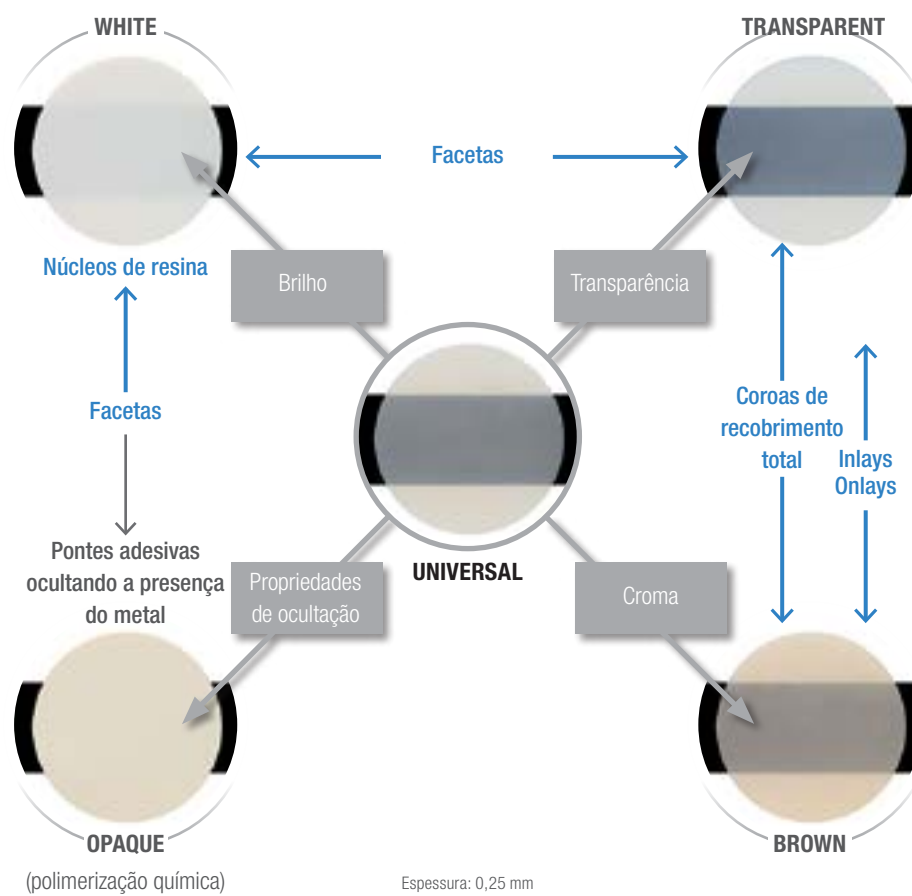 WHITE
TRANSPARENT
Facetas
Núcleos de resina
Brilho
Transparência
Facetas
Coroas de
recobrimento
total
Inlays
Onlays
Pontes adesivas
ocultando a presença
do metal
Propriedades
de ocultação
UNIVERSAL
Croma
OPAQUE
(polimerização química)
BROWN
Espessura: 0,25 mm